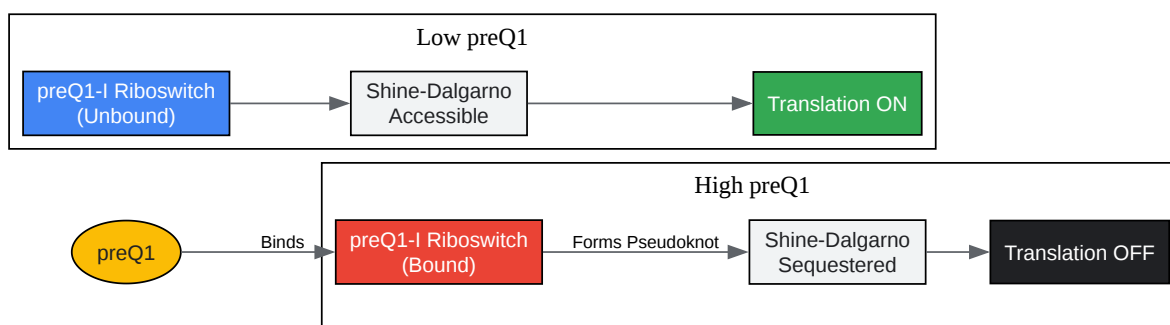 Low preQ1
preQ1-I Riboswitch
(Unbound)
Shine-Dalgarno
Accessible
Translation ON
High preQ1
preQ1
Binds
preQ1-I Riboswitch
(Bound)
Forms Pseudoknot
Shine-Dalgarno
Sequestered
Translation OFF